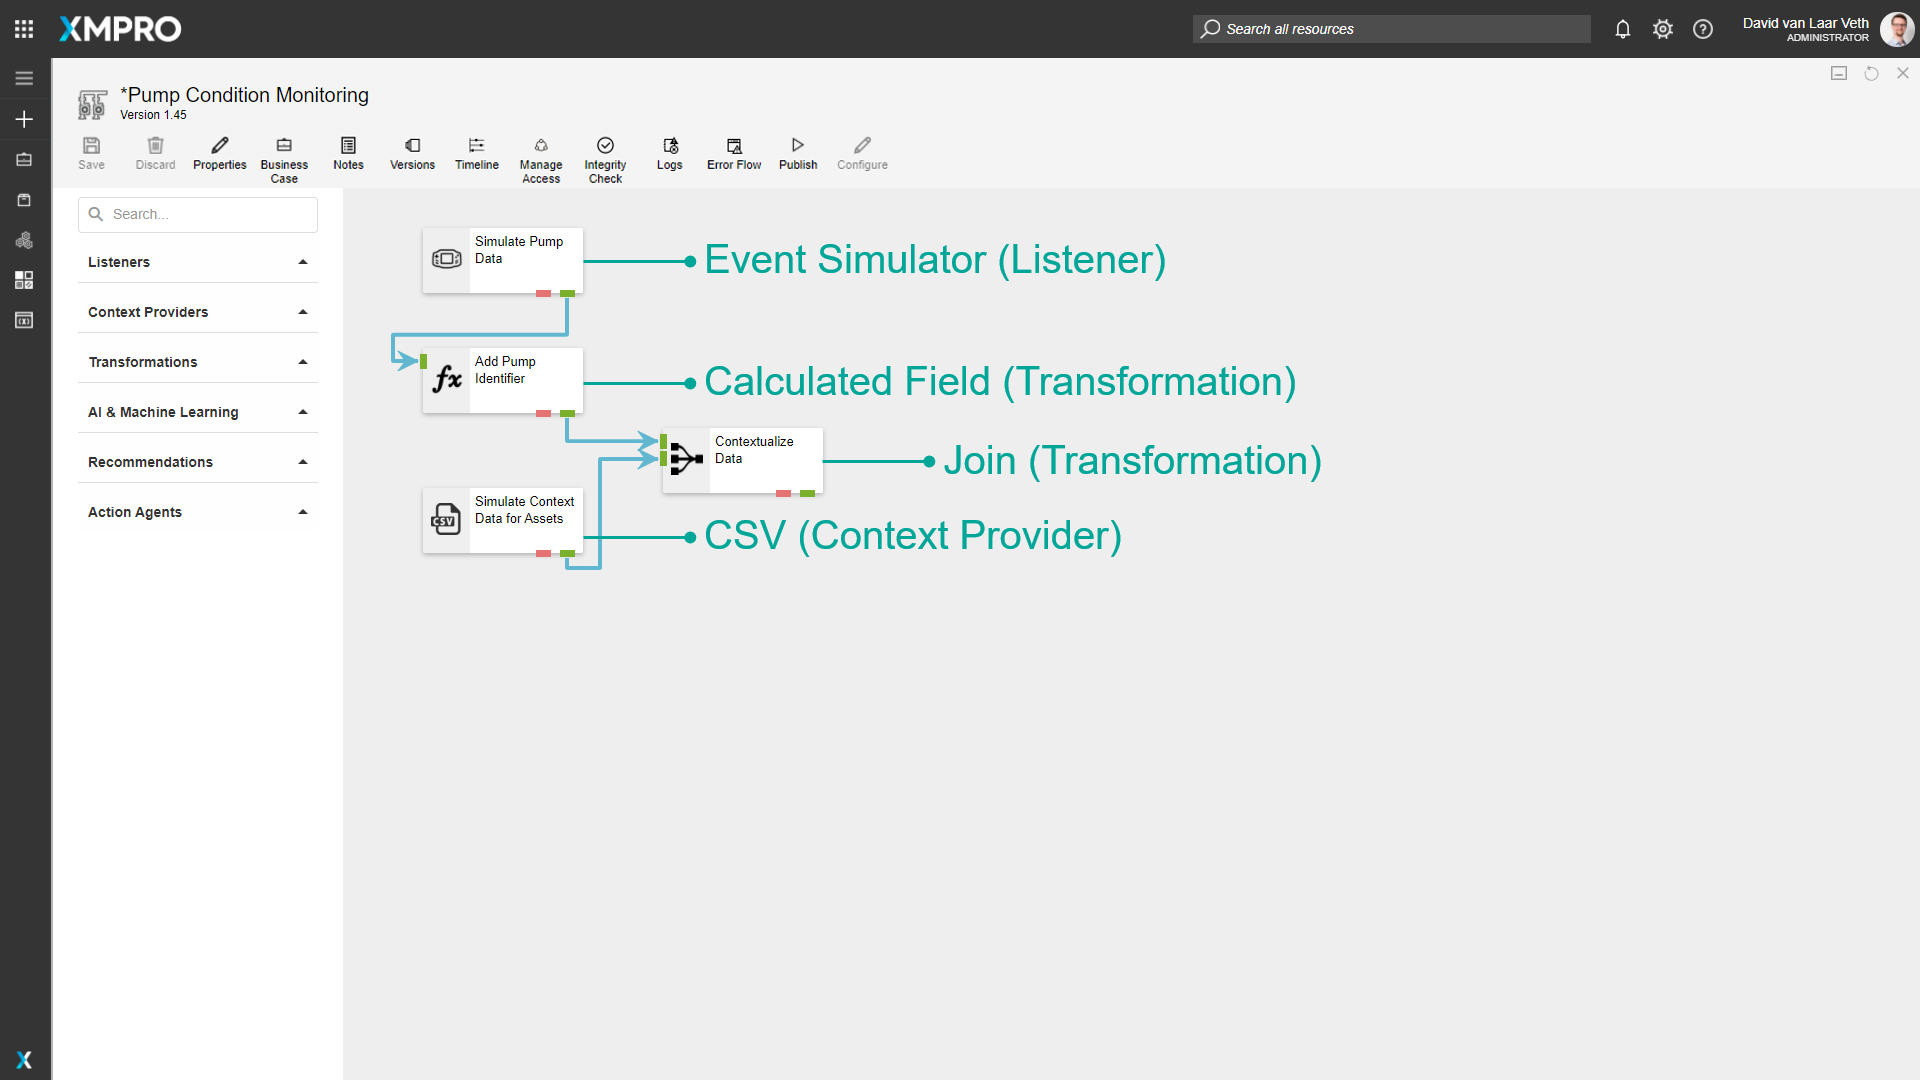 XMPRO
Search all resources
David van Laar Veth
ADMINISTRATOR
*Pump Condition Monitoring
Version 1.45
Save
Discard
Properties
Business
Case
Notes
Versions
Timeline
Manage
Access
Integrity
Check
Logs
Error Flow
Publish
Configure
Search...
Listeners
Context Providers
Transformations
AI & Machine Learning
Recommendations
Action Agents
Simulate Pump
Data
Event Simulator (Listener)
fx
Add Pump
Identifier
Calculated Field (Transformation)
Contextualize
Data
Join (Transformation)
CSV
Simulate Context
Data for Assets
CSV (Context Provider)